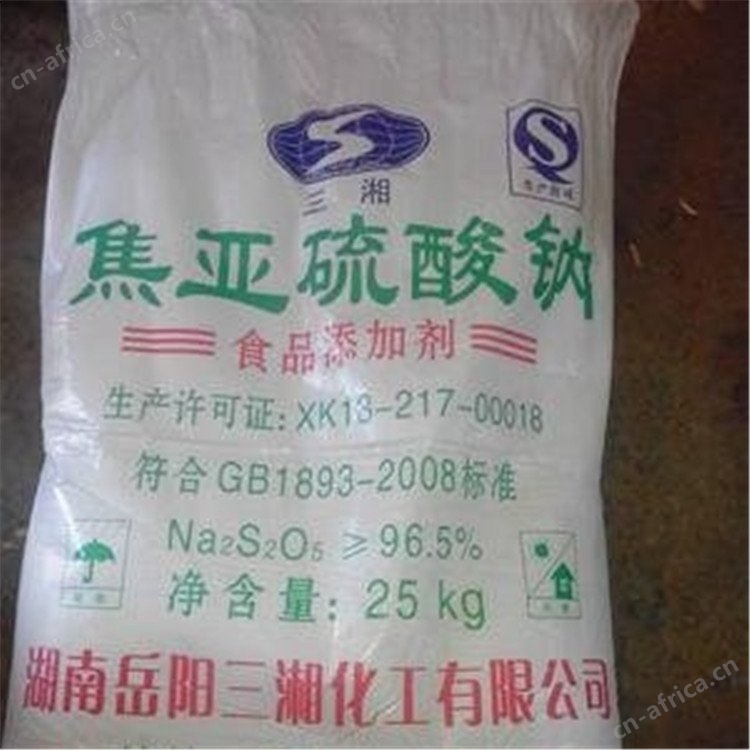 cn-africa.cn
三湘
焦亚硫酸钠
食品添加剂
生产许可证: XK13-217-00018
符合GB1893-2008标准
Na₂S₂O₅ ≥96.5%
净含量: 25 kg
湖南岳阳三湘化工有限公司
cn-africa.cn